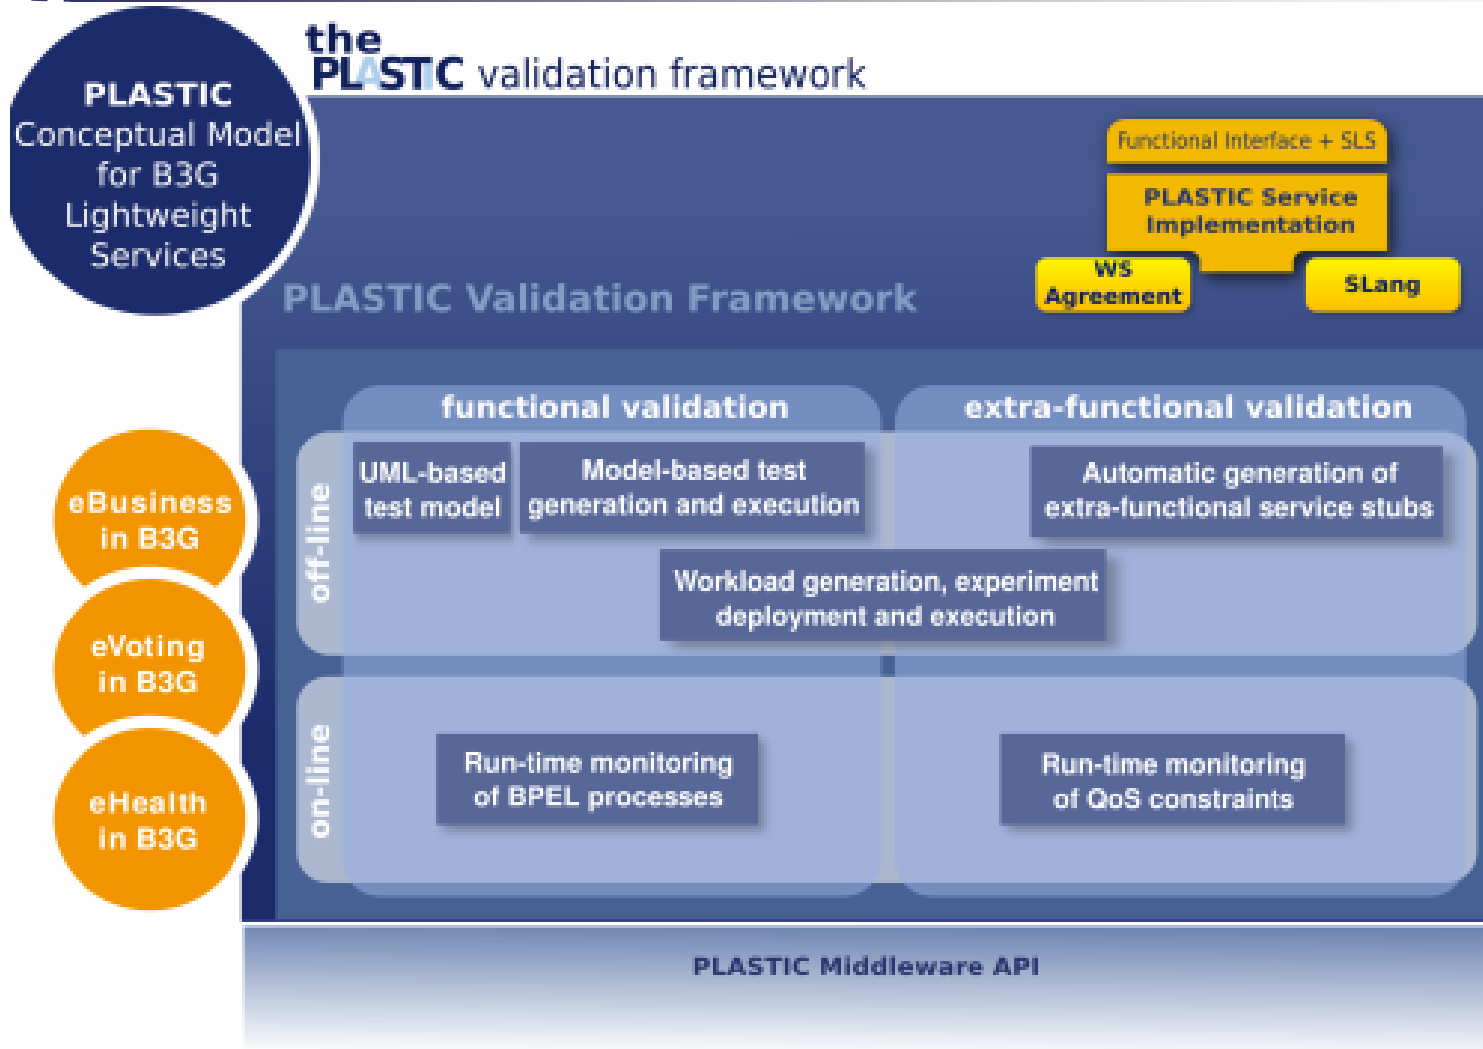 the
PLASTIC validation framework
PLASTIC
Conceptual Model
for B3G
Lightweight
Services
Functional Interface + SLS
PLASTIC Service
Implementation
WS
Agreement
SLang
PLASTIC Validation Framework
functional validation
extra-functional validation
off-line
UML-based
test model
Model-based test
generation and execution
Automatic generation of
extra-functional service stubs
Workload generation, experiment
deployment and execution
eBusiness
in B3G
eVoting
in B3G
eHealth
in B3G
on-line
Run-time monitoring
of BPEL processes
Run-time monitoring
of QoS constraints
PLASTIC Middleware API